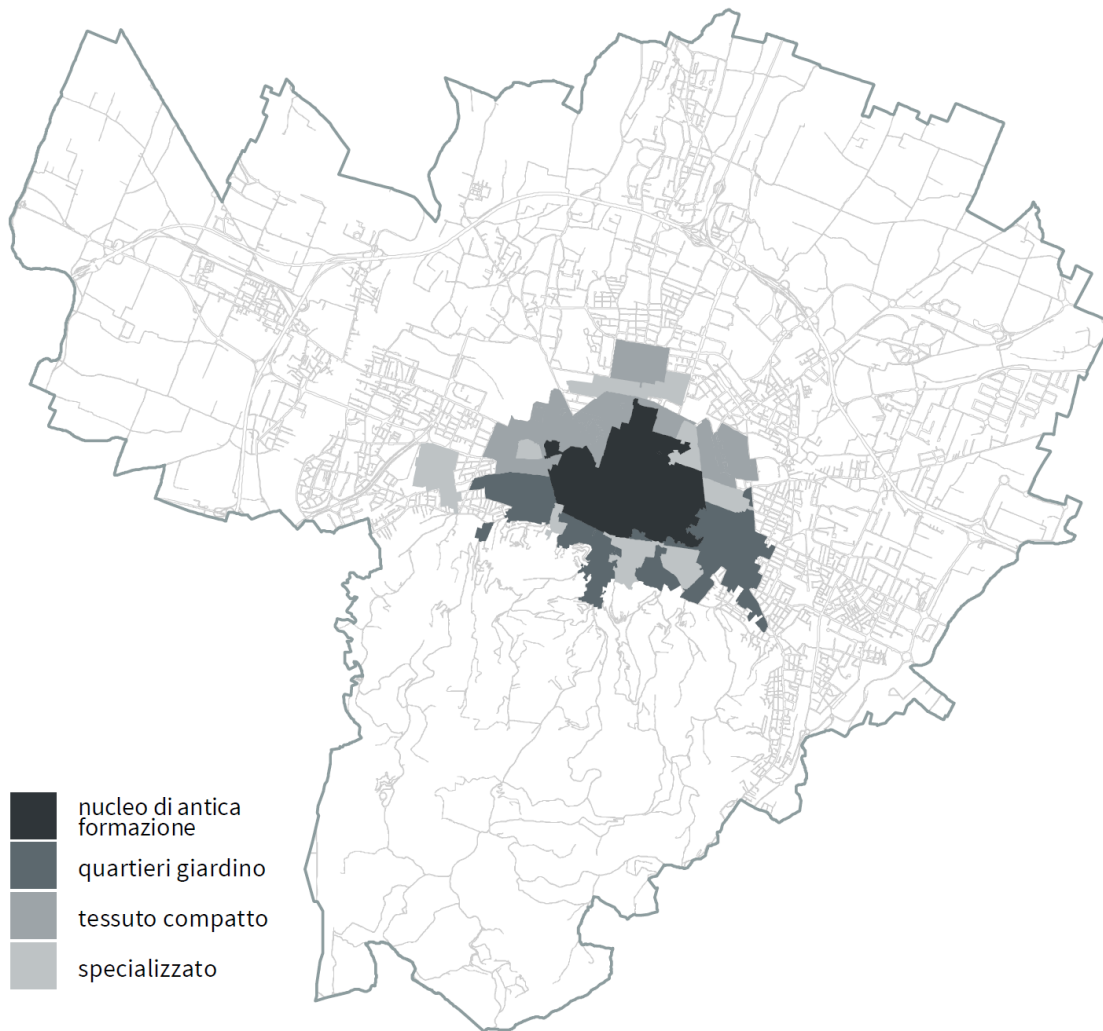 nucleo di antica
formazione
quartieri giardino
tessuto compatto
specializzato